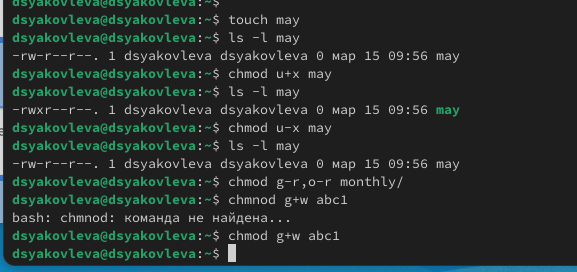 dsyakovleva@dsyakovleva:~$
dsyakovleva@dsyakovleva:~$ touch may
dsyakovleva@dsyakovleva:~$ ls -l may
-rw-r--r--. 1 dsyakovleva dsyakovleva 0 мар 15 09:56 may
dsyakovleva@dsyakovleva:~$ chmod u+x may
dsyakovleva@dsyakovleva:~$ ls -l may
-rwxr--r--. 1 dsyakovleva dsyakovleva 0 мар 15 09:56 may
dsyakovleva@dsyakovleva:~$ chmod u-x may
dsyakovleva@dsyakovleva:~$ ls -l may
-rw-r--r--. 1 dsyakovleva dsyakovleva 0 мар 15 09:56 may
dsyakovleva@dsyakovleva:~$ chmod g-r,o-r monthly/
dsyakovleva@dsyakovleva:~$ chmnod g+w abc1
bash: chmnod: команда не найдена...
dsyakovleva@dsyakovleva:~$ chmod g+w abc1
dsyakovleva@dsyakovleva:~$